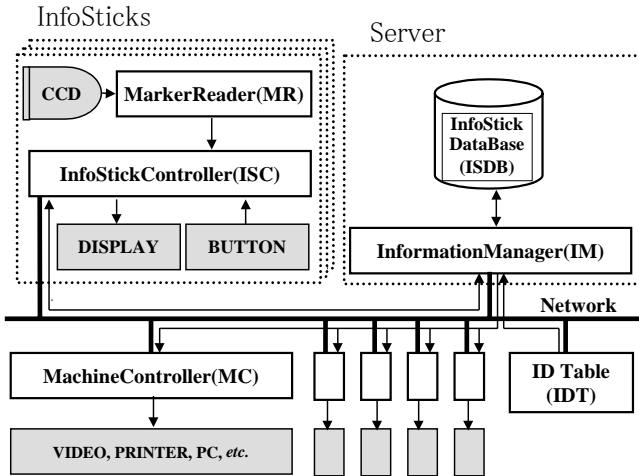 InfoSticks
Server
CCD
MarkerReader(MR)
InfoStickController(ISC)
DISPLAY
BUTTON
InfoStick
DataBase
(ISDB)
InformationManager(IM)
Network
MachineController(MC)
ID Table
(IDT)
VIDEO, PRINTER, PC, etc.